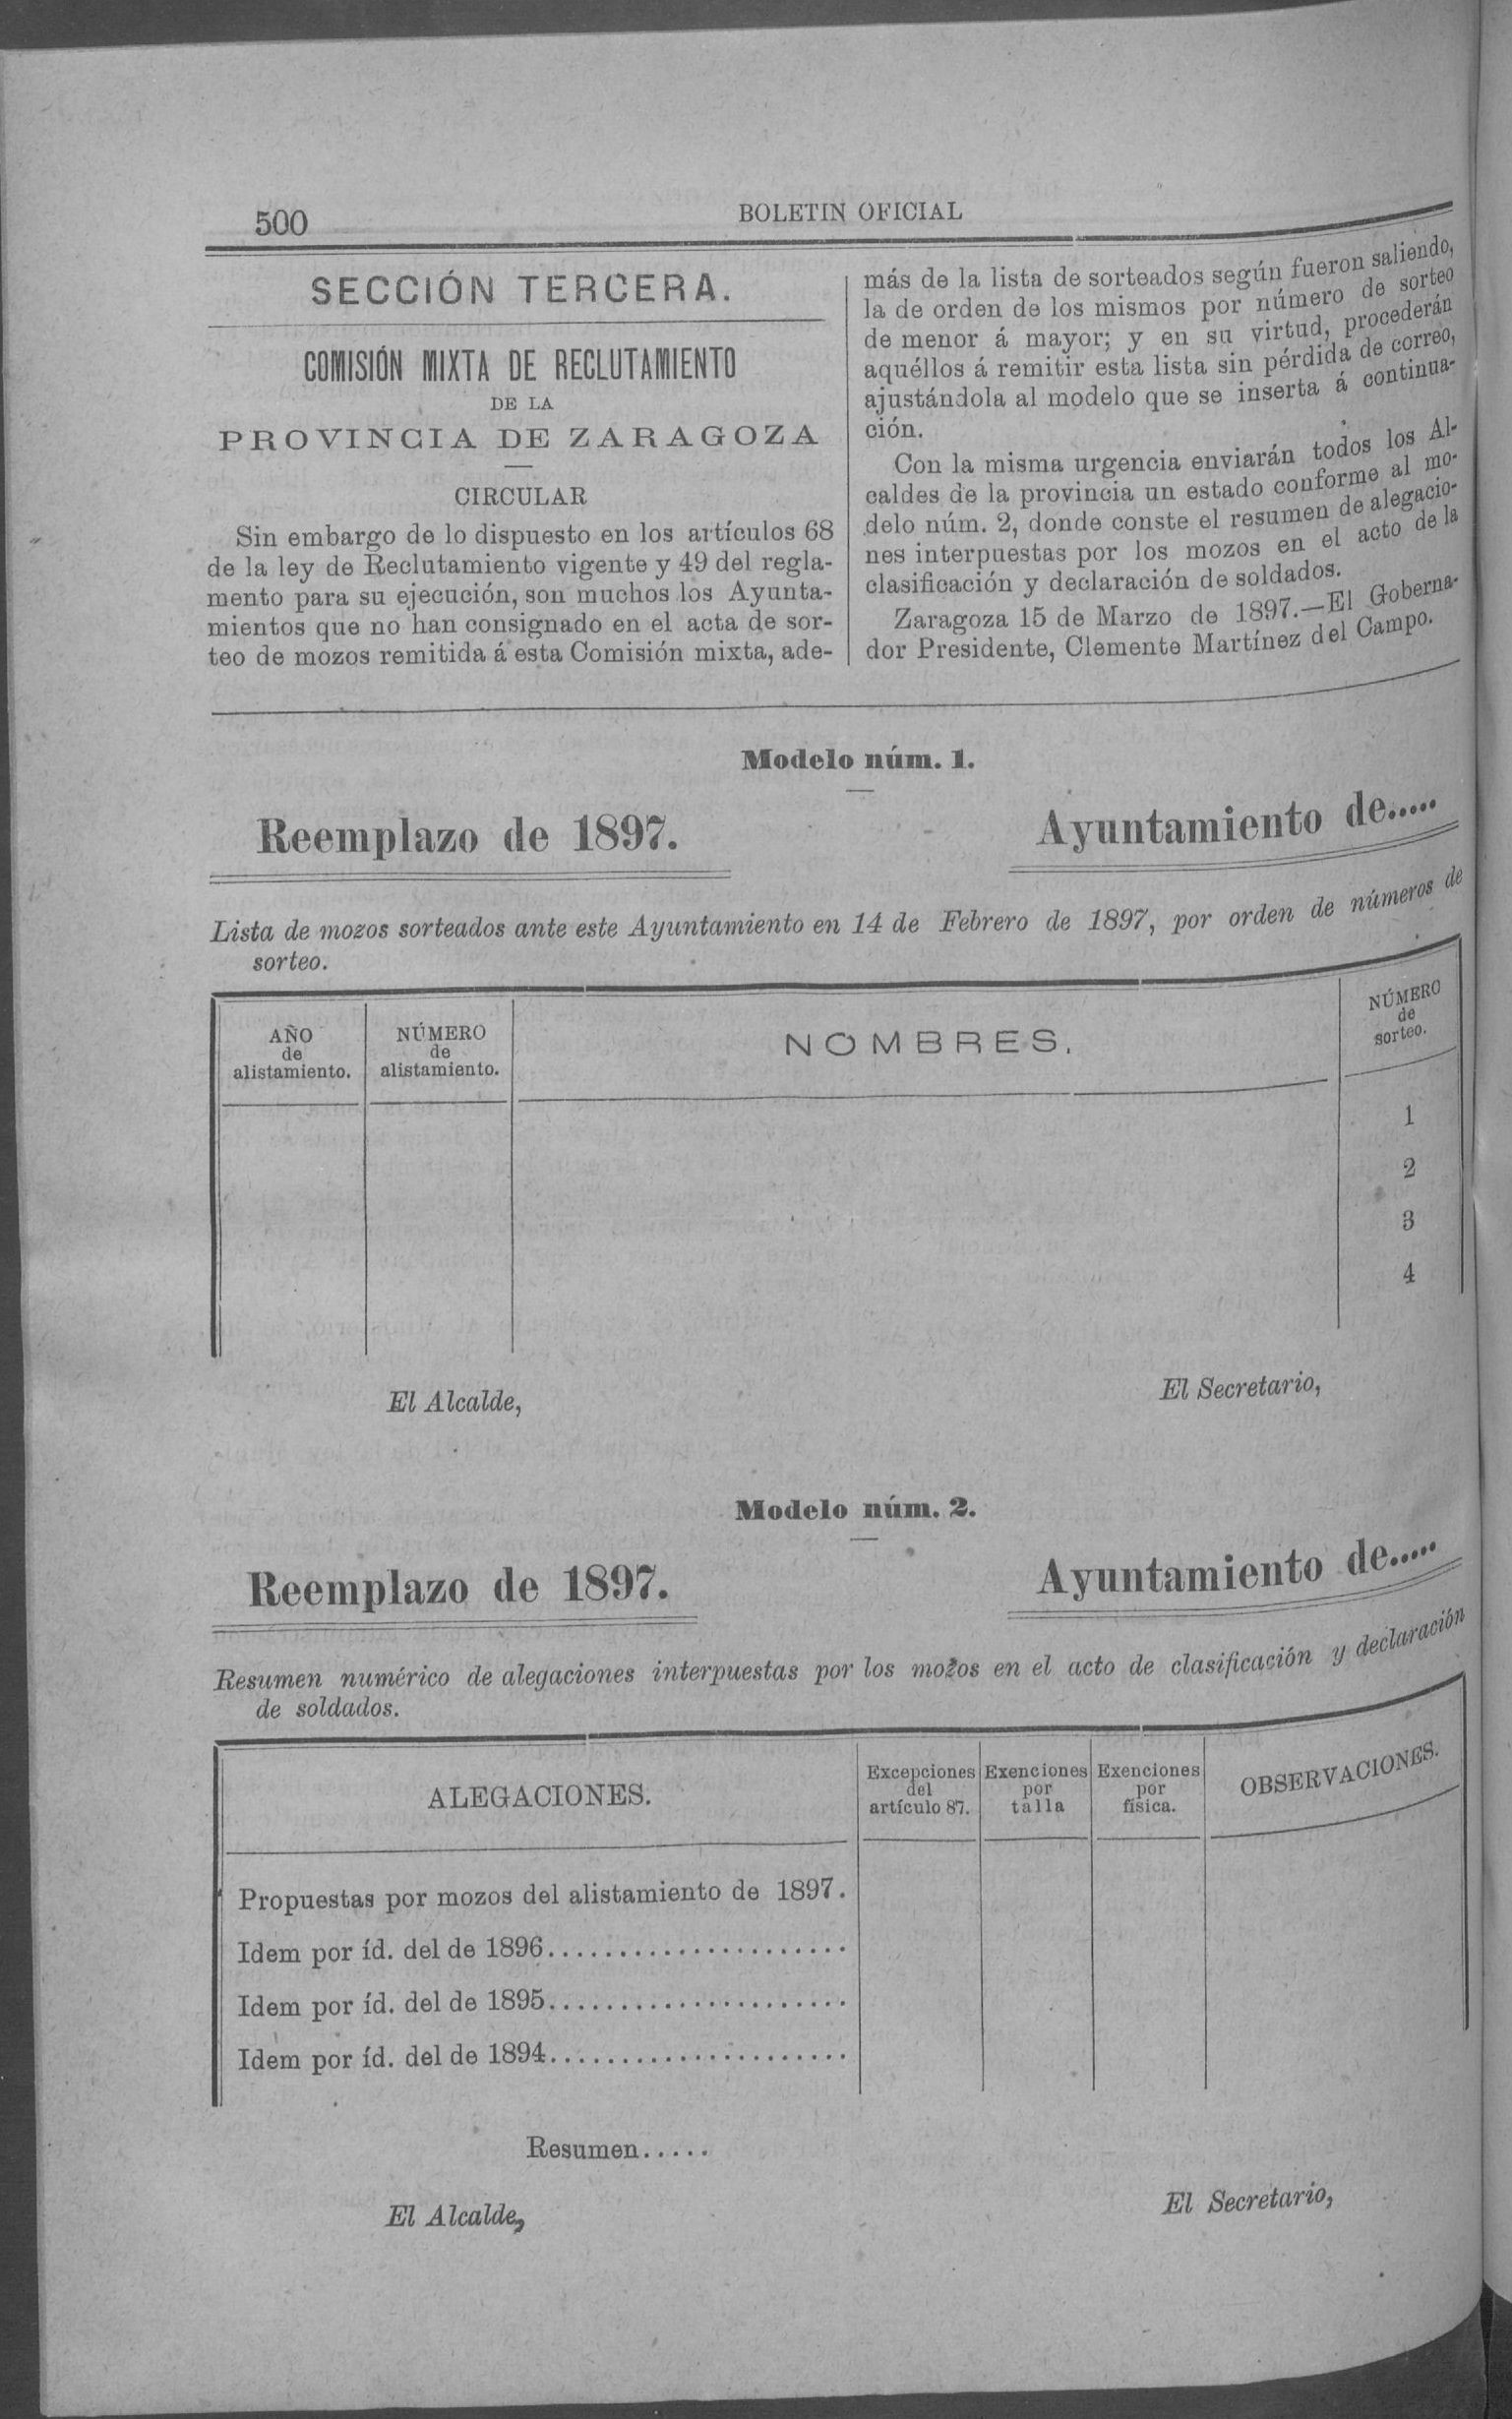 500
BOLETIN OFICIAL
SECCIÓN TERCERA.
COMISIÓN MIXTA DE RECLUTAMIENTO
DE LA
PROVINCIA DE ZARAGOZA
CIRCULAR
Sin embargo de lo dispuesto en los artículos 68
de la ley de Reclutamiento vigente y 49 del regla-
mento para su ejecución, son muchos los Ayunta-
mientos que no han consignado en el acta de sor-
teo de mozos remitida á esta Comisión mixta, ade-
más de la lista de sorteados según fueron saliendo,
la de orden de los mismos por número de sorteo
de menor á mayor; y en su virtud, procederán
aquéllos á remitir esta lista sin pérdida de correo,
ajustándola al modelo que se inserta á continua-
ción.
Con la misma urgencia enviarán todos los Al-
caldes de la provincia un estado conforme al mo-
delo núm. 2, donde conste el resumen de alegacio-
nes interpuestas por los mozos en el acto de la
clasificación y declaración de soldados.
Zaragoza 15 de Marzo de 1897.—El Goberna-
dor Presidente, Clemente Martínez del Campo.
Modelo núm. 1.
Reemplazo de 1897.
Ayuntamiento de.....
Lista de mozos sorteados ante este Ayuntamiento en 14 de Febrero de 1897, por orden de números de
sorteo.
AÑO
de
alistamiento.
NÚMERO
de
alistamiento.
NOMBRES.
NÚMERO
de
sorteo.
1
2
3
4
El Alcalde,
El Secretario,
Modelo núm. 2.
Reemplazo de 1897.
Ayuntamiento de.....
Resumen numérico de alegaciones interpuestas por los mozos en el acto de clasificación y declaración
de soldados.
ALEGACIONES.
Excepciones
del
artículo 87.
Exenciones
por
talla
Exenciones
por
física.
OBSERVACIONES.
Propuestas por mozos del alistamiento de 1897.
Idem por íd. del de 1896.....................
Idem por íd. del de 1895.....................
Idem por íd. del de 1894.....................
Resumen.....
El Alcalde,
El Secretario,